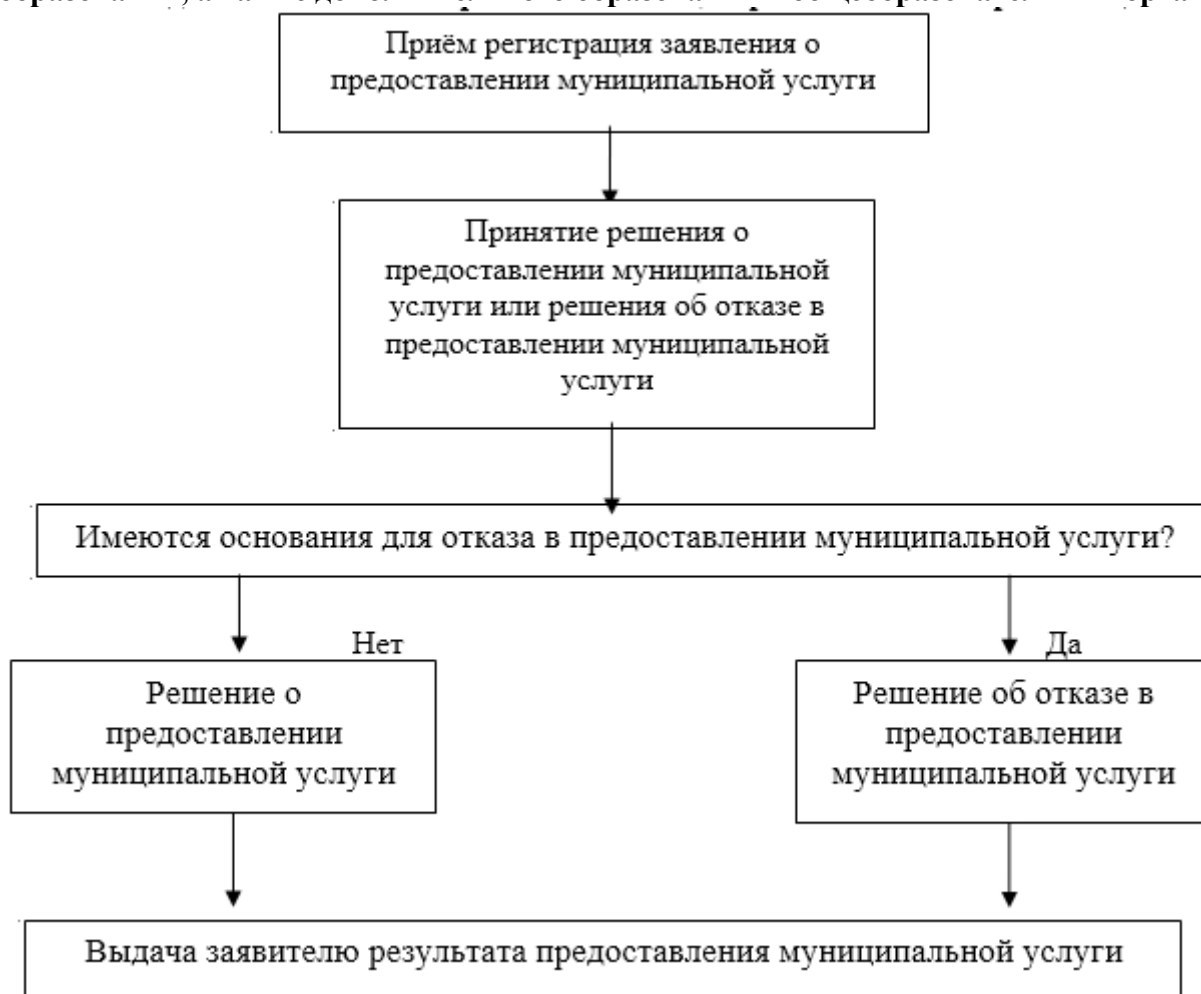 Приём регистрация заявления о
предоставлении муниципальной услуги
Принятие решения о
предоставлении муниципальной
услуги или решения об отказе в
предоставлении муниципальной
услуги
Имеются основания для отказа в предоставлении муниципальной услуги?
Нет
Да
Решение о
предоставлении
муниципальной услуги
Решение об отказе в
предоставлении
муниципальной услуги
Выдача заявителю результата предоставления муниципальной услуги